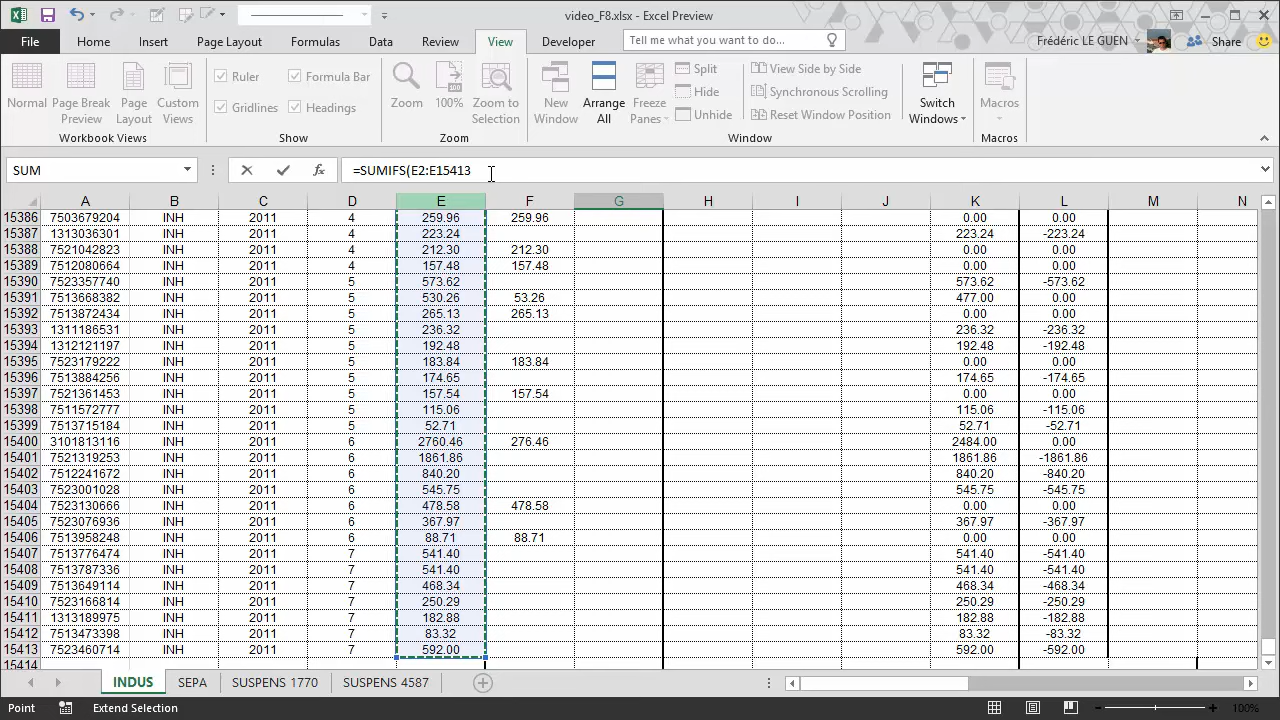 video_F8.xlsx - Excel Preview
File Home Insert Page Layout Formulas Data Review View Developer Tell me what you want to do... Frédéric LE GUEN Share
Normal Page Break Preview Page Layout Custom Views
Workbook Views
Ruler Formula Bar
Gridlines Headings
Show
Zoom 100% Zoom to Selection
Zoom
New Window Arrange All Freeze Panes
Split
Hide
Unhide
View Side by Side
Synchronous Scrolling
Reset Window Position
Switch Windows
Window
Macros
Macros
SUM fx =SUMIFS(E2:E15413
A B C D E F G H I J K L M N
15386 7503679204 INH 2011 4 259.96 259.96 0.00 0.00
15387 1313036301 INH 2011 4 223.24 223.24 -223.24
15388 7521042823 INH 2011 4 212.30 212.30 0.00 0.00
15389 7512080664 INH 2011 4 157.48 157.48 0.00 0.00
15390 7523357740 INH 2011 5 573.62 573.62 -573.62
15391 7513668382 INH 2011 5 530.26 53.26 477.00 0.00
15392 7513872434 INH 2011 5 265.13 265.13 0.00 0.00
15393 1311186531 INH 2011 5 236.32 236.32 -236.32
15394 1312121197 INH 2011 5 192.48 192.48 -192.48
15395 7523179222 INH 2011 5 183.84 183.84 0.00 0.00
15396 7513884256 INH 2011 5 174.65 174.65 -174.65
15397 7521361453 INH 2011 5 157.54 157.54 0.00 0.00
15398 7511572777 INH 2011 5 115.06 115.06 -115.06
15399 7513715184 INH 2011 5 52.71 52.71 -52.71
15400 3101813116 INH 2011 6 2760.46 276.46 2484.00 0.00
15401 7521319253 INH 2011 6 1861.86 1861.86 -1861.86
15402 7512241672 INH 2011 6 840.20 840.20 -840.20
15403 7523001028 INH 2011 6 545.75 545.75 -545.75
15404 7523130666 INH 2011 6 478.58 478.58 0.00 0.00
15405 7523076936 INH 2011 6 367.97 367.97 -367.97
15406 7513958248 INH 2011 6 88.71 88.71 0.00 0.00
15407 7513776474 INH 2011 7 541.40 541.40 -541.40
15408 7513787336 INH 2011 7 541.40 541.40 -541.40
15409 7513649114 INH 2011 7 468.34 468.34 -468.34
15410 7523166814 INH 2011 7 250.29 250.29 -250.29
15411 1313189975 INH 2011 7 182.88 182.88 -182.88
15412 7513473398 INH 2011 7 83.32 83.32 -83.32
15413 7523460714 INH 2011 7 592.00 592.00 -592.00
15414
INDUS SEPA SUSPENS 1770 SUSPENS 4587
Point Extend Selection 100%